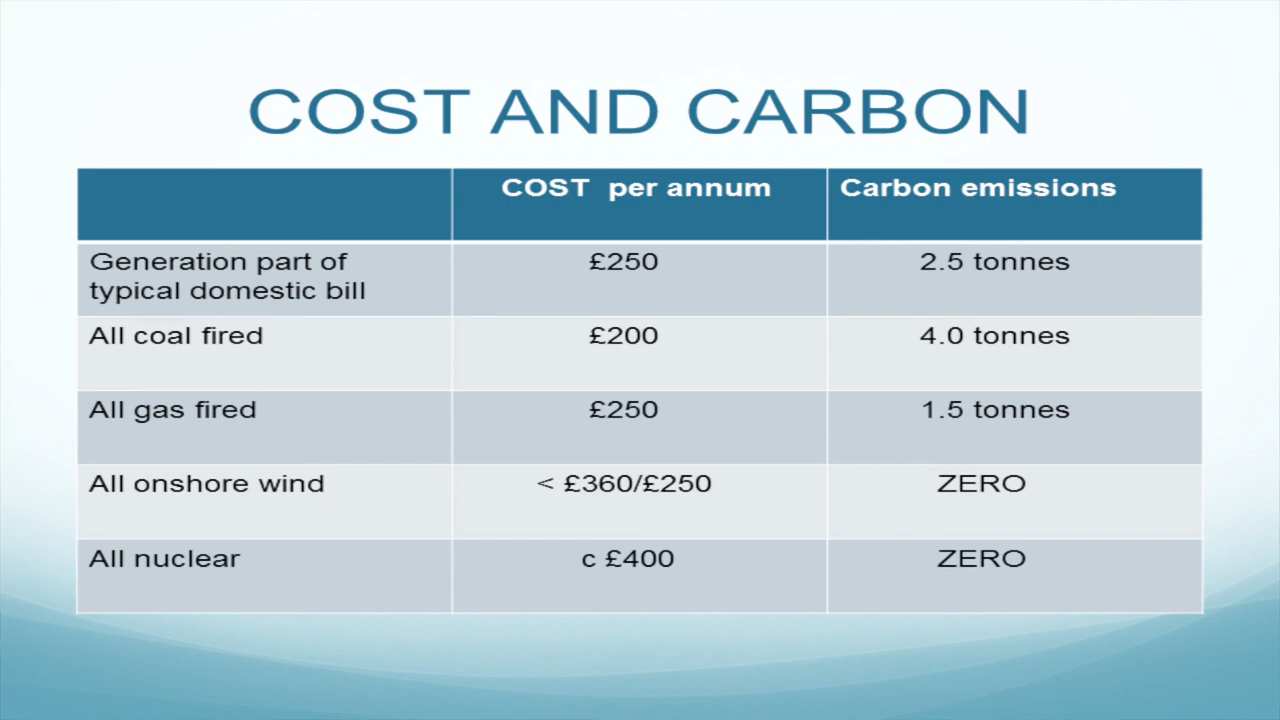 COST AND CARBON
COST per annum Carbon emissions
Generation part of typical domestic bill £250 2.5 tonnes
All coal fired £200 4.0 tonnes
All gas fired £250 1.5 tonnes
All onshore wind < £360/£250 ZERO
All nuclear c £400 ZERO